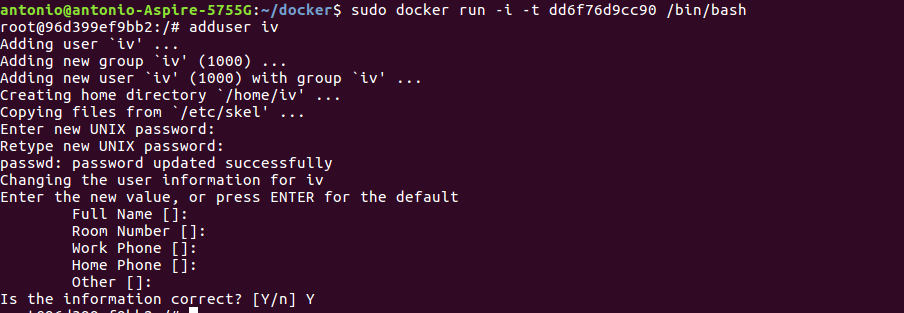 antonio@antonio-Aspire-5755G:~/docker$ sudo docker run -i -t dd6f76d9cc90 /bin/bash
root@96d399ef9bb2:/# adduser iv
Adding user `iv' ...
Adding new group `iv' (1000) ...
Adding new user `iv' (1000) with group `iv' ...
Creating home directory `/home/iv' ...
Copying files from `/etc/skel' ...
Enter new UNIX password:
Retype new UNIX password:
passwd: password updated successfully
Changing the user information for iv
Enter the new value, or press ENTER for the default
Full Name []:
Room Number []:
Work Phone []:
Home Phone []:
Other []:
Is the information correct? [Y/n] Y
root@96d399ef9bb2:/#